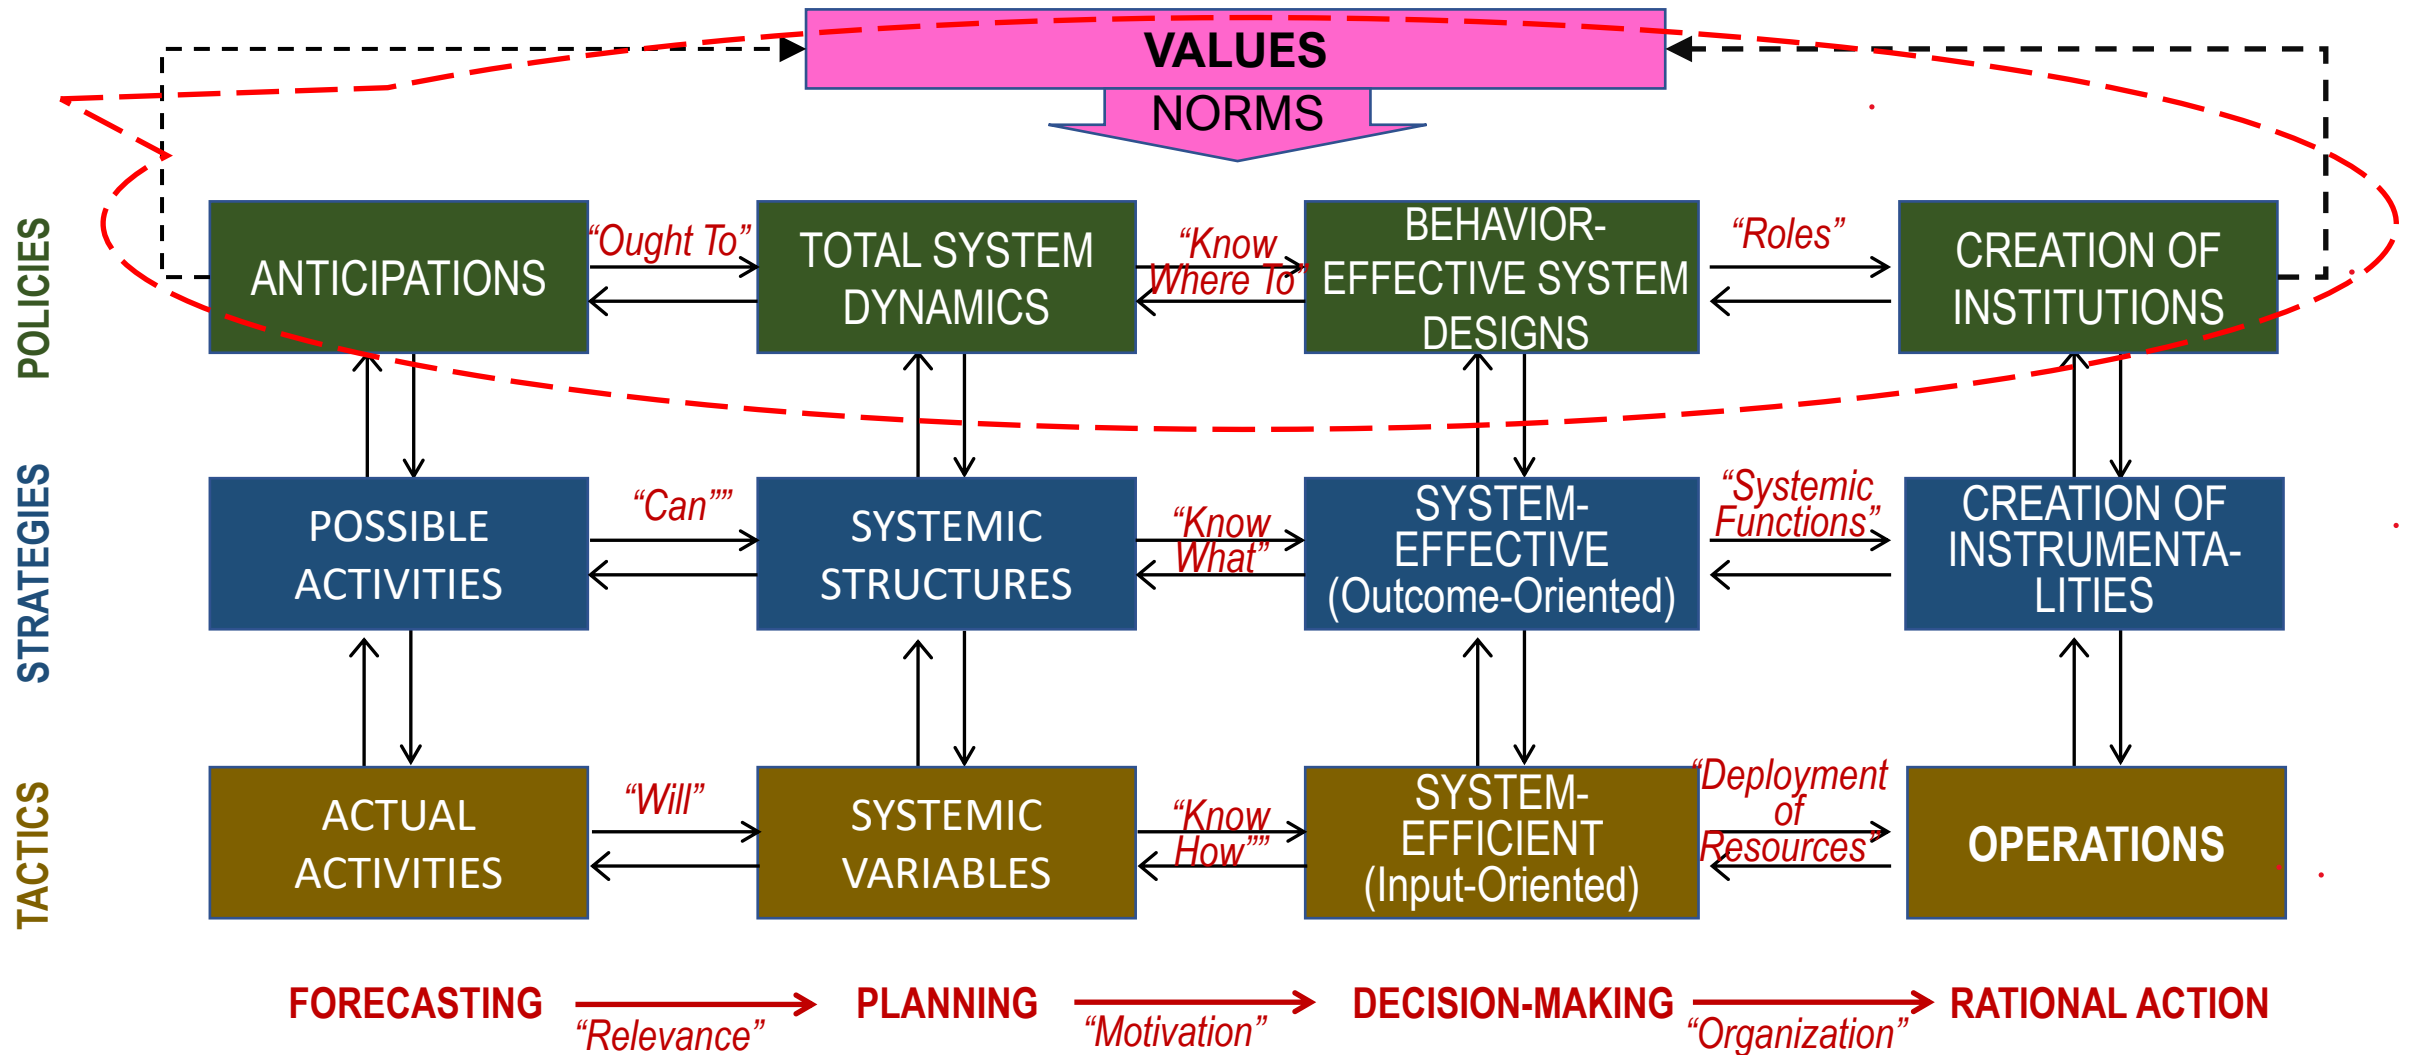 VALUES
NORMS
POLICIES
ANTICIPATIONS
“Ought To”
TOTAL SYSTEM
DYNAMICS
“Know
Where To”
BEHAVIOR-
EFFECTIVE SYSTEM
DESIGNS
“Roles”
CREATION OF
INSTITUTIONS
STRATEGIES
POSSIBLE
ACTIVITIES
“Can””
SYSTEMIC
STRUCTURES
“Know
What”
SYSTEM-
EFFECTIVE
(Outcome-Oriented)
“Systemic
Functions”
CREATION OF
INSTRUMENTA-
LITIES
TACTICS
ACTUAL
ACTIVITIES
“Will”
SYSTEMIC
VARIABLES
“Know
How””
SYSTEM-
EFFICIENT
(Input-Oriented)
“Deployment
of
Resources”
OPERATIONS
FORECASTING
“Relevance”
PLANNING
“Motivation”
DECISION-MAKING
“Organization”
RATIONAL ACTION